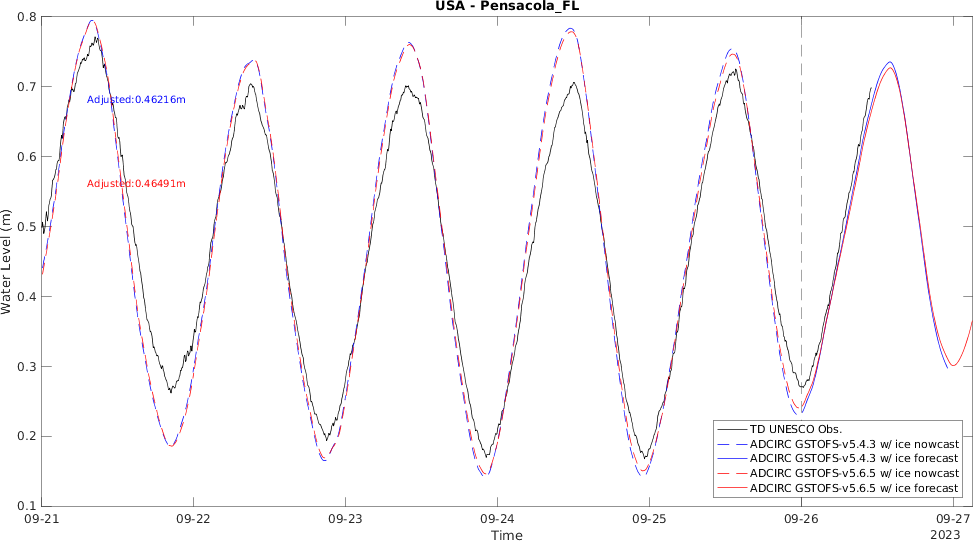 USA - Pensacola_FL
0.8
0.7
0.6
0.5
0.4
0.3
0.2
0.1
Water Level (m)
Adjusted:0.46216m
Adjusted:0.46491m
TD UNESCO Obs.
ADCIRC GSTOFS-v5.4.3 w/ ice nowcast
ADCIRC GSTOFS-v5.4.3 w/ ice forecast
ADCIRC GSTOFS-v5.6.5 w/ ice nowcast
ADCIRC GSTOFS-v5.6.5 w/ ice forecast
09-21 09-22 09-23 09-24 09-25 09-26 09-27
Time
2023